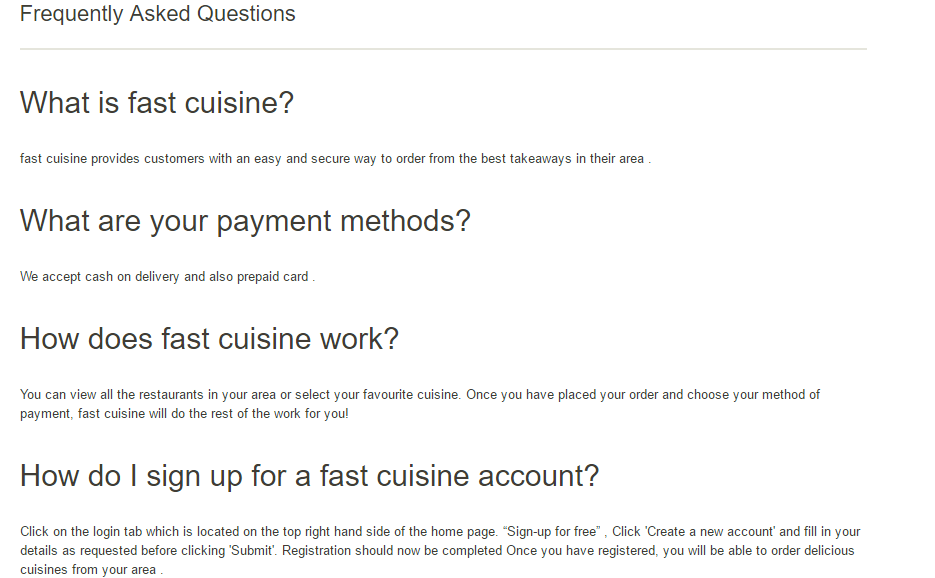 Frequently Asked Questions
What is fast cuisine?
fast cuisine provides customers with an easy and secure way to order from the best takeaways in their area .
What are your payment methods?
We accept cash on delivery and also prepaid card .
How does fast cuisine work?
You can view all the restaurants in your area or select your favourite cuisine. Once you have placed your order and choose your method of
payment, fast cuisine will do the rest of the work for you!
How do I sign up for a fast cuisine account?
Click on the login tab which is located on the top right hand side of the home page. “Sign-up for free” , Click 'Create a new account' and fill in your
details as requested before clicking 'Submit'. Registration should now be completed Once you have registered, you will be able to order delicious
cuisines from your area .